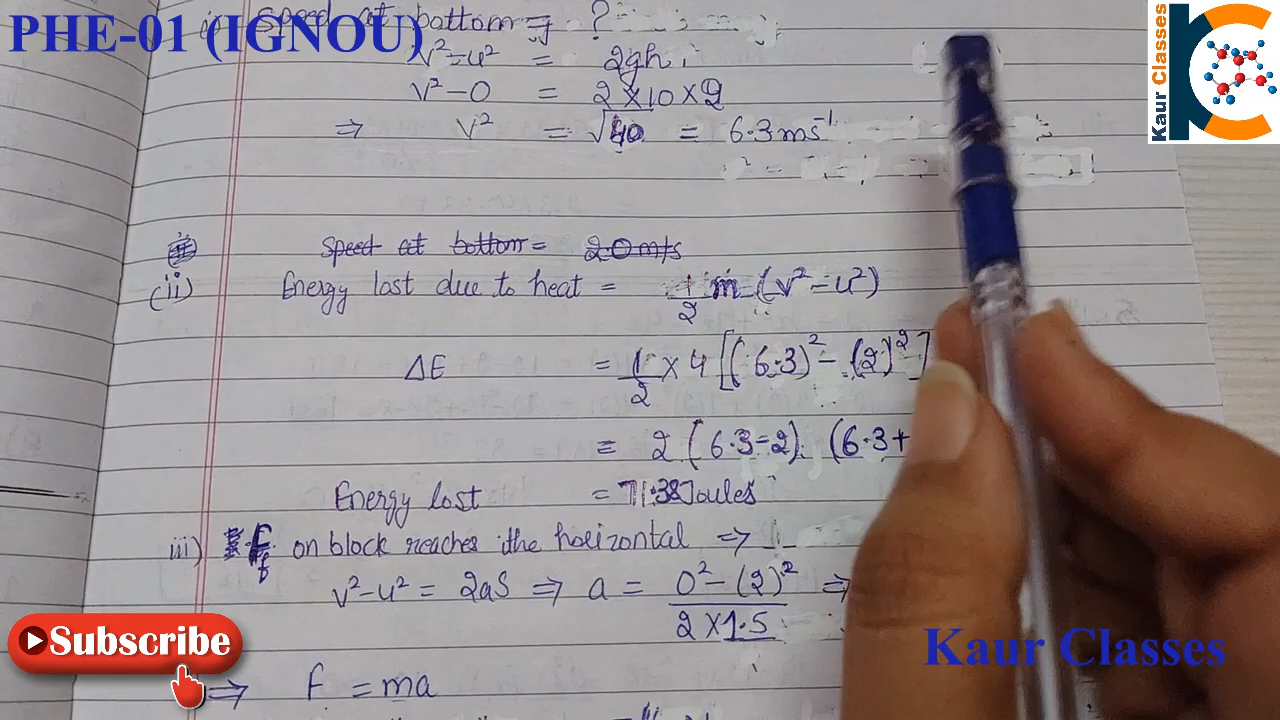 PHE-01 (IGNOU)
Speed at bottom = ?
v²-u² = 2gh
v²-0 = 2×10×2
⇒ v² = √40 = 6.3 ms⁻¹
Speed at bottom = 20 m/s
(ii) Energy lost due to heat = 1/2 m (v²-u²)
ΔE = 1/2 × 4 [(6.3)² - (2)²]
= 2 (6.3-2) (6.3+
Energy lost = 71.38 Joules
iii) f on block reaches the horizontal ⇒
v²-u² = 2aS ⇒ a = 0²-(2)² / 2×1.5 ⇒
⇒ f = ma
Kaur Classes
KC
Subscribe
Kaur Classes